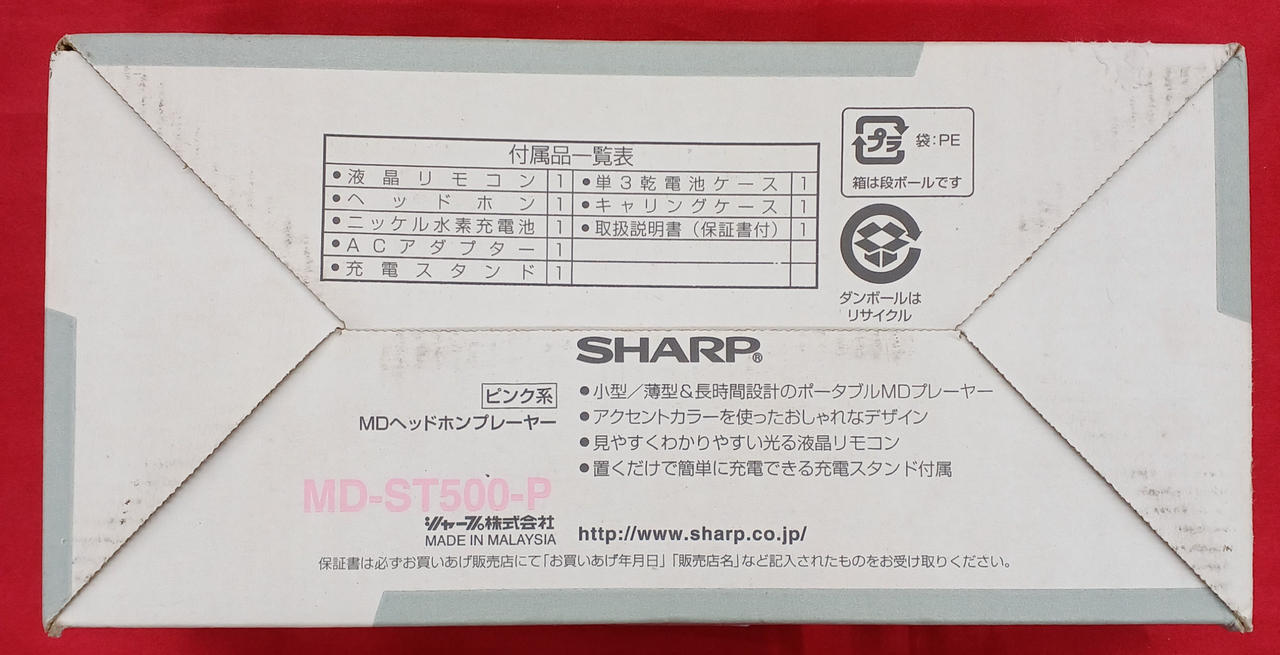 付属品一覧表
●液晶リモコン 1 ●単3乾電池ケース 1
●ヘッドホン 1 ●キャリングケース 1
●ニッケル水素充電池 1 ●取扱説明書(保証書付) 1
●ACアダプター 1
●充電スタンド 1
プラ 袋:PE
箱は段ボールです
ダンボールは
リサイクル
SHARP®
ピンク系
MDヘッドホンプレーヤー
MD-ST500-P
シャープ株式会社
MADE IN MALAYSIA
●小型/薄型&長時間設計のポータブルMDプレーヤー
●アクセントカラーを使ったおしゃれなデザイン
●見やすくわかりやすい光る液晶リモコン
●置くだけで簡単に充電できる充電スタンド付属
http://www.sharp.co.jp/
保証書は必ずお買いあげ販売店にて「お買いあげ年月日」「販売店名」など記入されたものをお受け取りください。